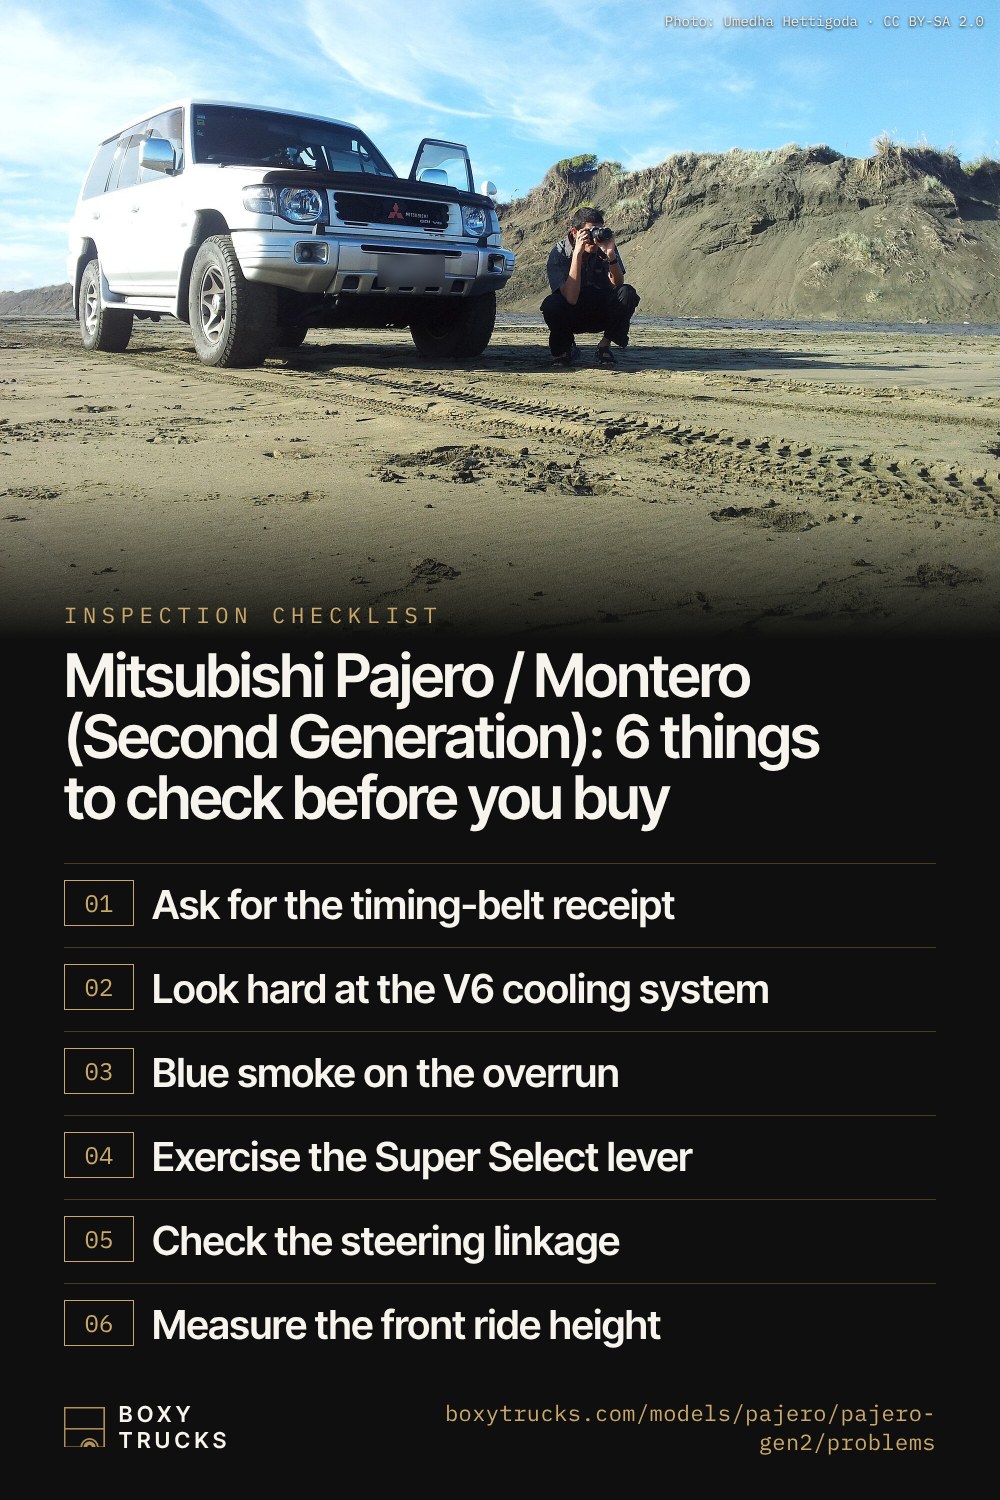 Photo: Umedha Hettigoda · CC BY-SA 2.0
MITSUBISHI
INSPECTION CHECKLIST
Mitsubishi Pajero / Montero
(Second Generation): 6 things
to check before you buy
01 Ask for the timing-belt receipt
02 Look hard at the V6 cooling system
03 Blue smoke on the overrun
04 Exercise the Super Select lever
05 Check the steering linkage
06 Measure the front ride height
BOXY
TRUCKS
boxytrucks.com/models/pajero/pajero-
gen2/problems